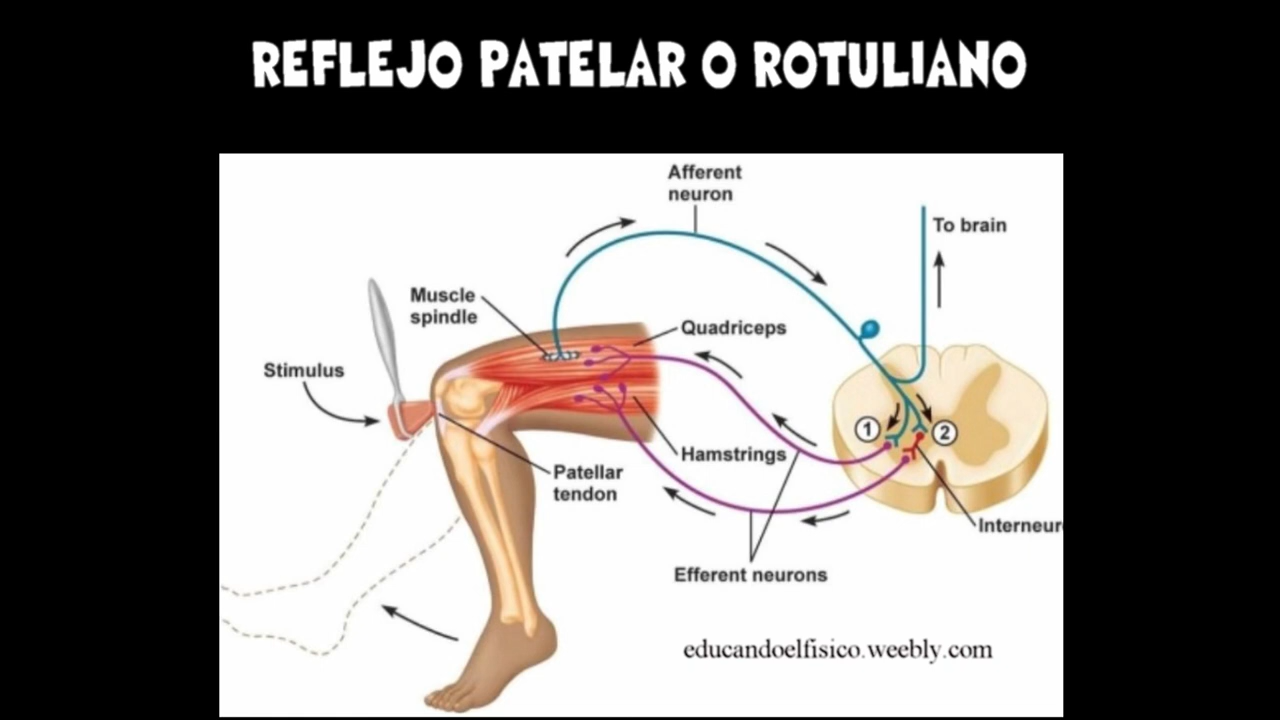 REFLEJO PATELAR O ROTULIANO
Afferent
neuron
To brain
Muscle
spindle
Quadriceps
Stimulus
1
2
Hamstrings
Patellar
tendon
Interneur
Efferent neurons
educandoelfisico.weebly.com